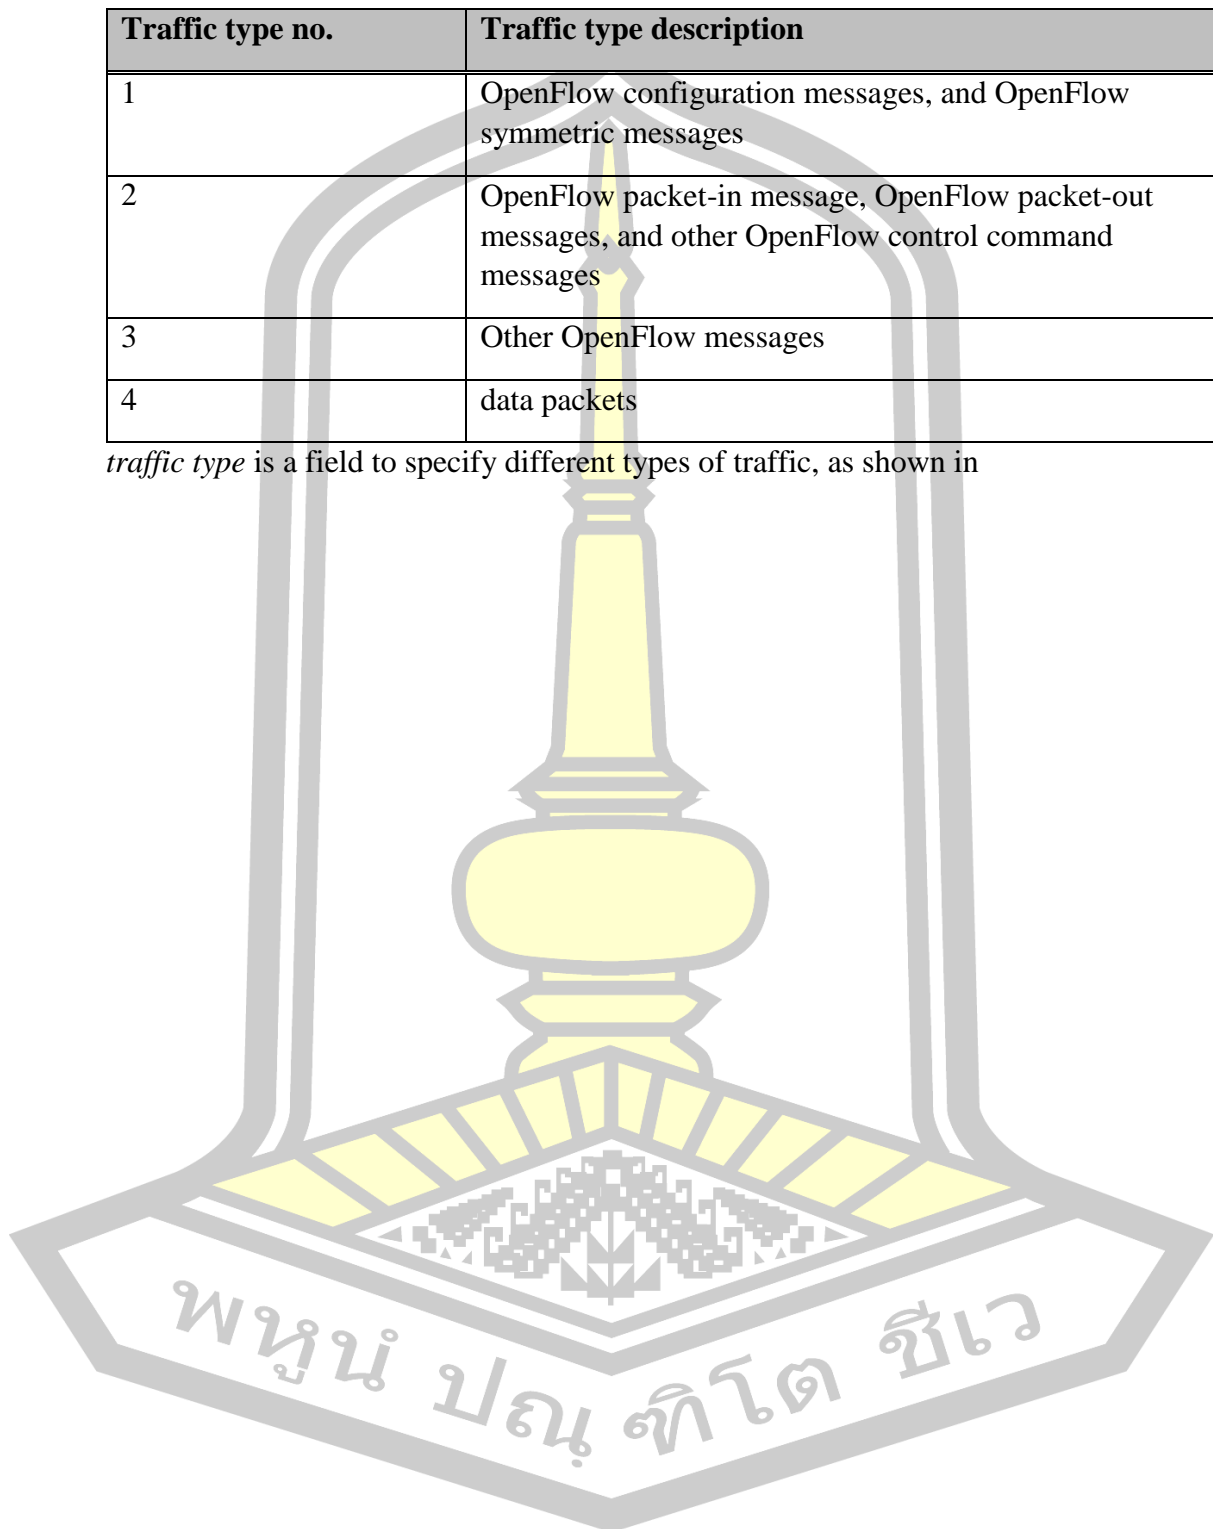 Traffic type no. Traffic type description
1 OpenFlow configuration messages, and OpenFlow
symmetric messages
2 OpenFlow packet-in message, OpenFlow packet-out
messages, and other OpenFlow control command
messages
3 Other OpenFlow messages
4 data packets
traffic type is a field to specify different types of traffic, as shown in
พหูนํ ปณฺฑิโต ชีเว